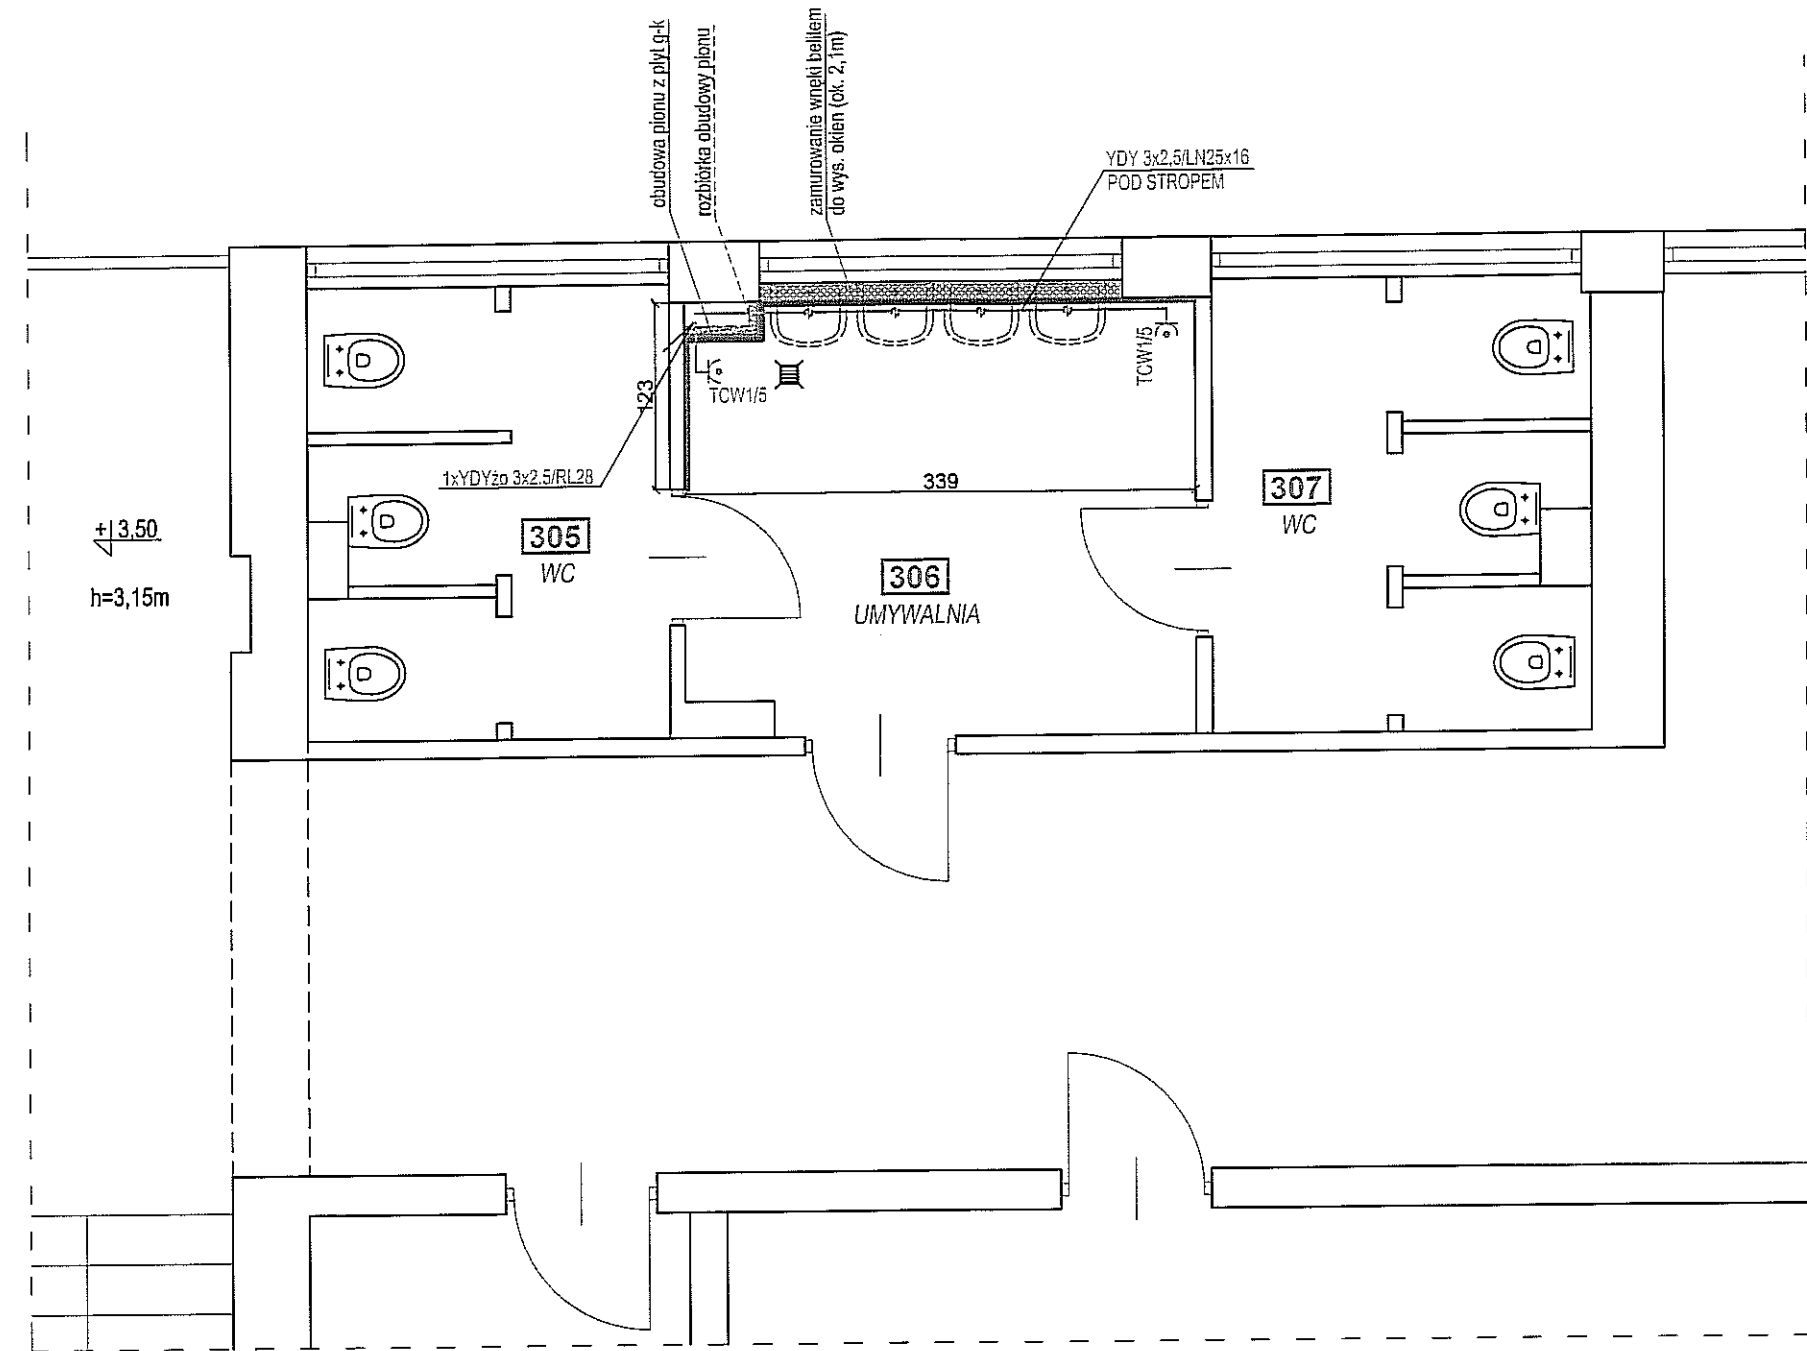 obudowa pionu z płyt g-k
rozbiórka obudowy pionu
zamurowanie wnęki belitem
do wys. okien (ok. 2,1m)
YDY 3x2,5/LN25x16
POD STROPEM
TCW1/5
TCW1/5
123
1xYDYżo 3x2.5/RL28
339
305
WC
306
UMYWALNIA
307
WC
+3,50
h=3,15m